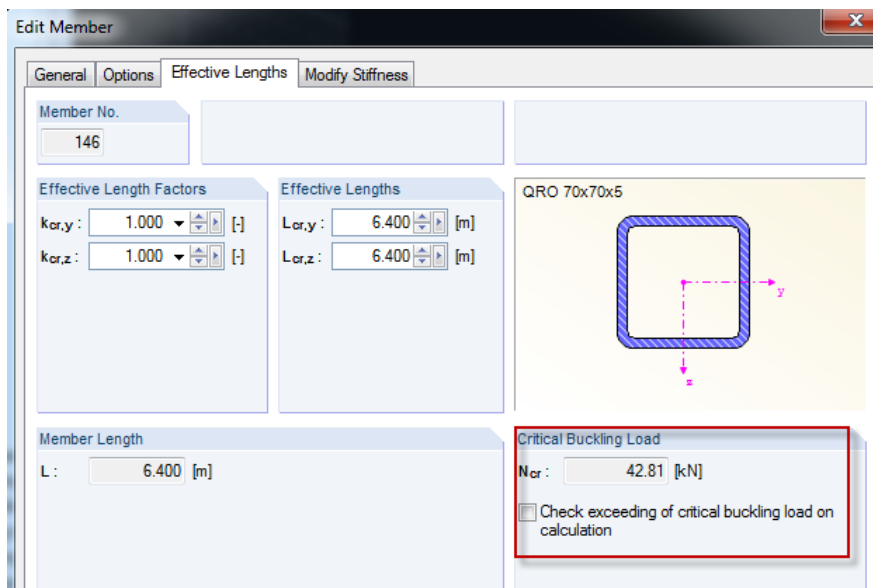 Edit Member
x
General Options Effective Lengths Modify Stiffness
Member No.
146
Effective Length Factors
kcr,y : 1.000 [-]
kcr,z : 1.000 [-]
Effective Lengths
Lcr,y : 6.400 [m]
Lcr,z : 6.400 [m]
QRO 70x70x5
y
z
Member Length
L : 6.400 [m]
Critical Buckling Load
Ncr : 42.81 [kN]
Check exceeding of critical buckling load on
calculation